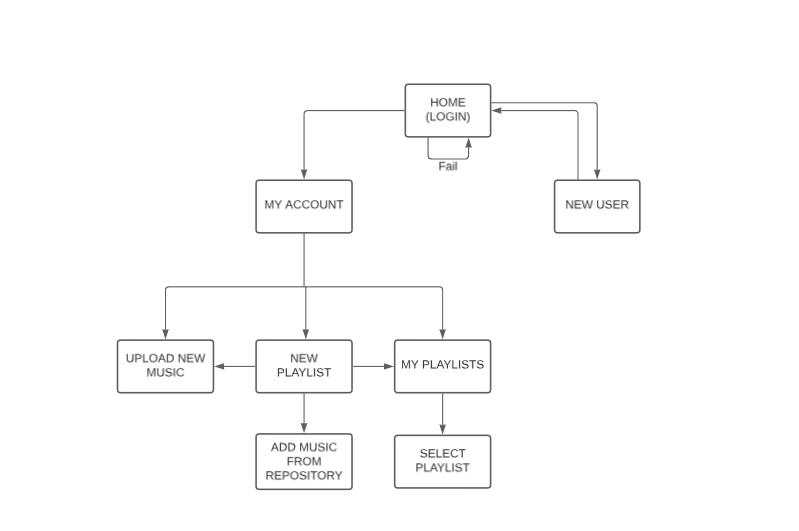 HOME
(LOGIN)
Fail
MY ACCOUNT
NEW USER
UPLOAD NEW
MUSIC
NEW
PLAYLIST
MY PLAYLISTS
ADD MUSIC
FROM
REPOSITORY
SELECT
PLAYLIST